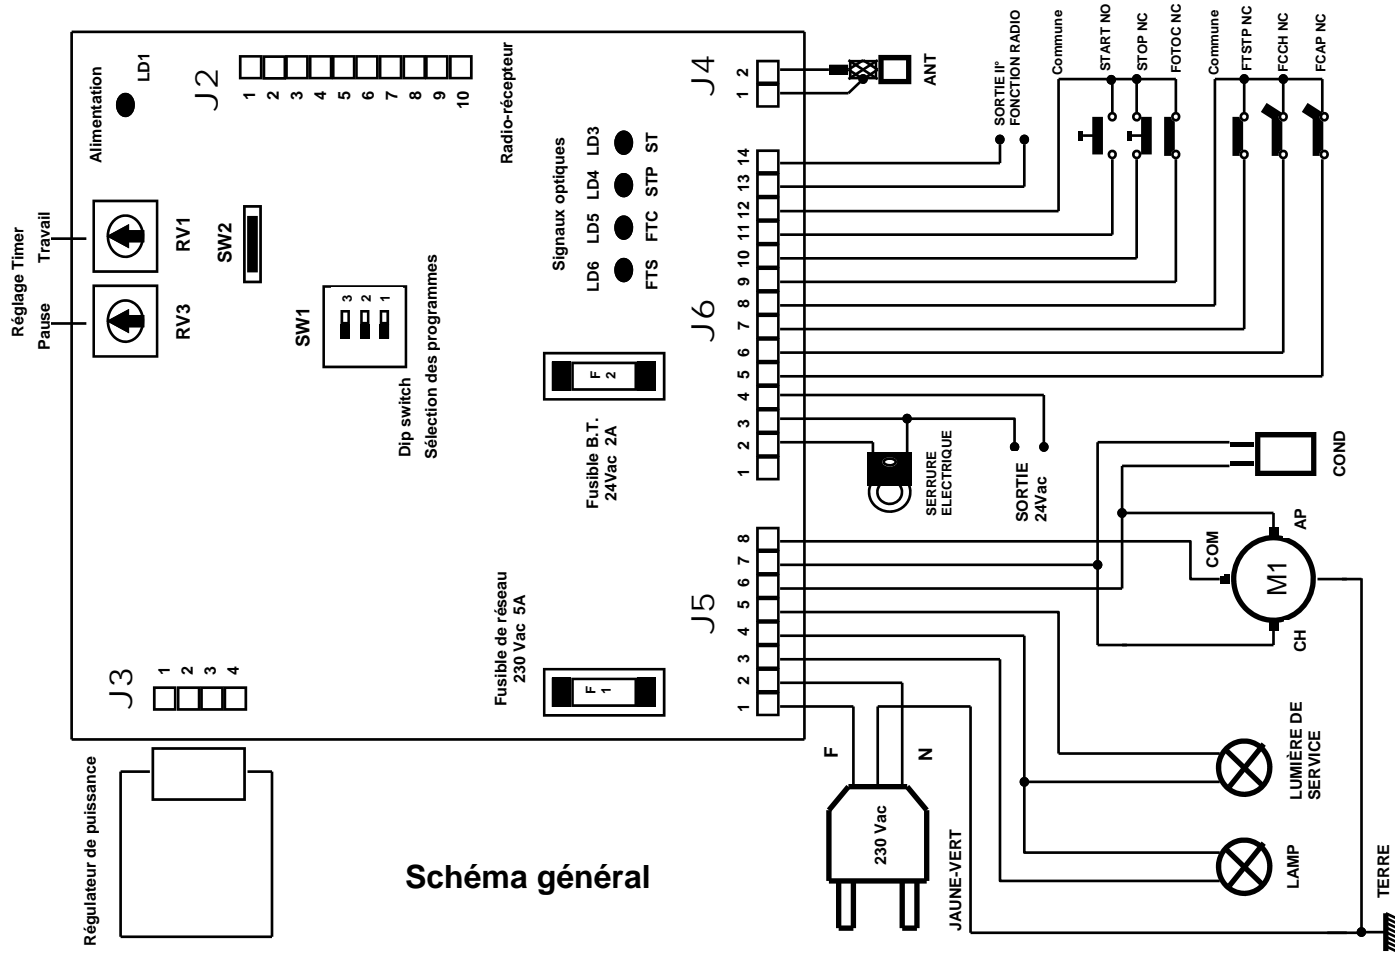 Réglage Timer
Pause
Travail
RV3
RV1
Alimentation
LD1
J2
1
2
3
4
5
6
7
8
9
10
Radio-récepteur
SW2
SW1
3
2
1
Dip switch
Sélection des programmes
Signaux optiques
LD6
LD5
LD4
LD3
FTS
FTC
STP
ST
F
2
Fusible B.T.
24Vac 2A
Fusible de réseau
230 Vac 5A
F
1
J3
1
2
3
4
Régulateur de puissance
J4
1
2
ANT
J6
1
2
3
4
5
6
7
8
9
10
11
12
13
14
SORTIE II°
FONCTION RADIO
Commune
START NO
STOP NC
FOTOC NC
Commune
FTSTP NC
FCCH NC
FCAP NC
SERRURE
ELECTRIQUE
SORTIE
24Vac
J5
1
2
3
4
5
6
7
8
COND
COM
AP
M1
CH
F
N
230 Vac
JAUNE-VERT
LUMIÈRE DE
SERVICE
LAMP
TERRE
Schéma général